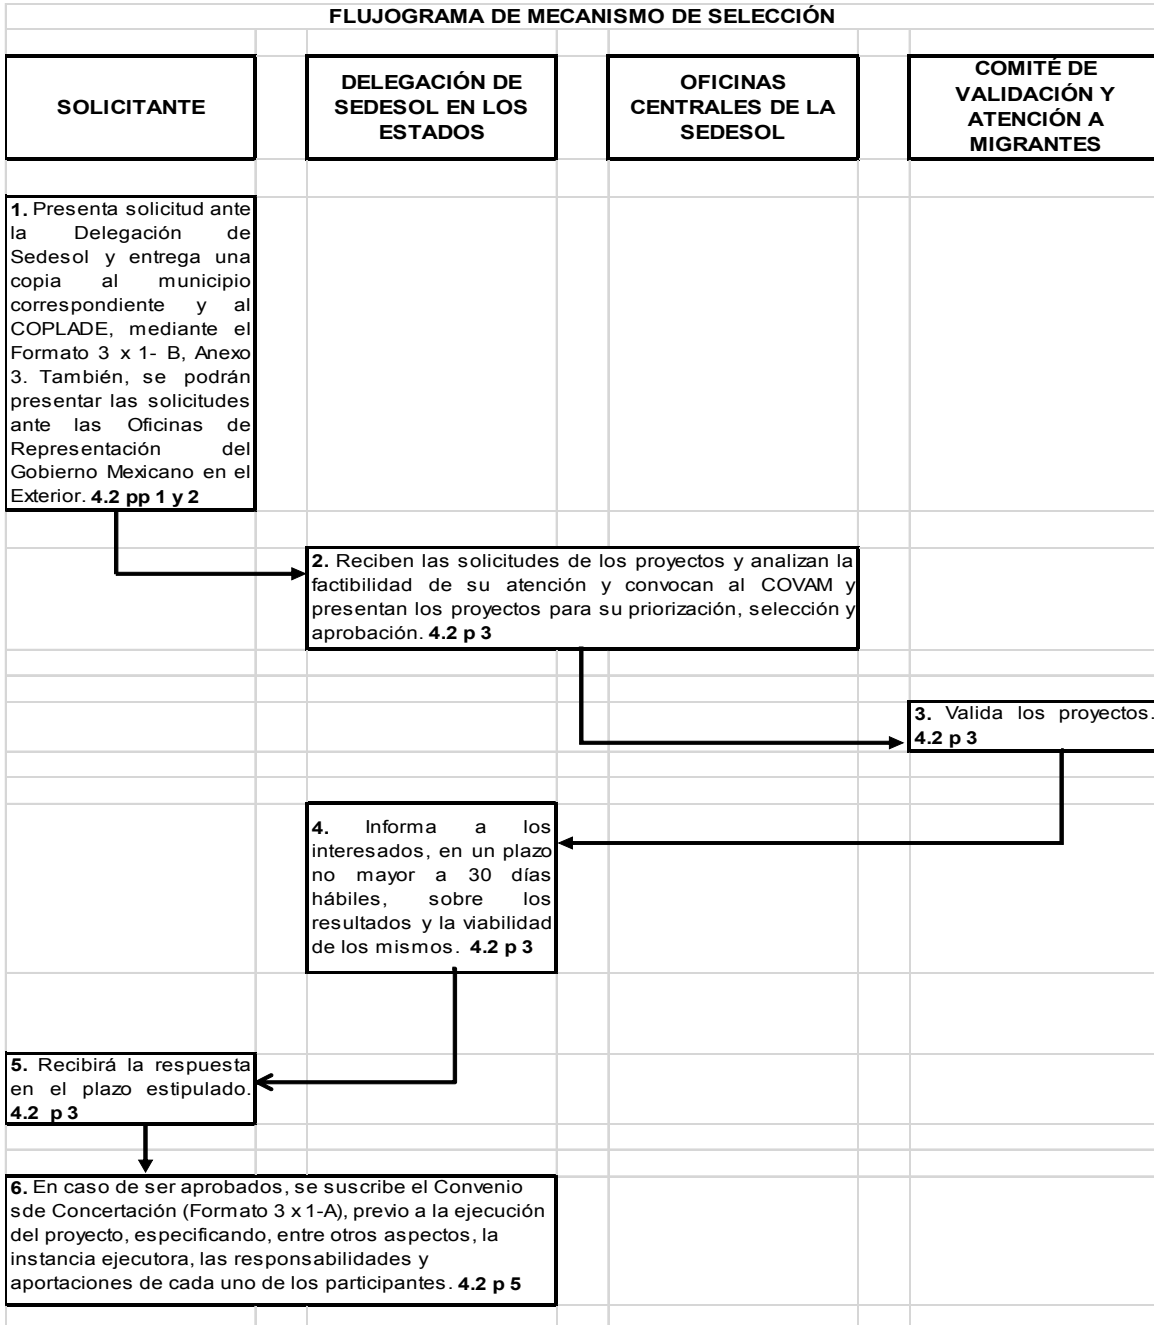 FLUJOGRAMA DE MECANISMO DE SELECCIÓN
SOLICITANTE
DELEGACIÓN DE
SEDESOL EN LOS
ESTADOS
OFICINAS
CENTRALES DE LA
SEDESOL
COMITÉ DE
VALIDACIÓN Y
ATENCIÓN A
MIGRANTES
1. Presenta solicitud ante
la Delegación de
Sedesol y entrega una
copia al municipio
correspondiente y al
COPLADE, mediante el
Formato 3 x 1- B, Anexo
3. También, se podrán
presentar las solicitudes
ante las Oficinas de
Representación del
Gobierno Mexicano en el
Exterior. 4.2 pp 1 y 2
2. Reciben las solicitudes de los proyectos y analizan la
factibilidad de su atención y convocan al COVAM y
presentan los proyectos para su priorización, selección y
aprobación. 4.2 p 3
3. Valida los proyectos.
4.2 p 3
4. Informa a los
interesados, en un plazo
no mayor a 30 días
hábiles, sobre los
resultados y la viabilidad
de los mismos. 4.2 p 3
5. Recibirá la respuesta
en el plazo estipulado.
4.2 p 3
6. En caso de ser aprobados, se suscribe el Convenio
sde Concertación (Formato 3 x 1-A), previo a la ejecución
del proyecto, especificando, entre otros aspectos, la
instancia ejecutora, las responsabilidades y
aportaciones de cada uno de los participantes. 4.2 p 5